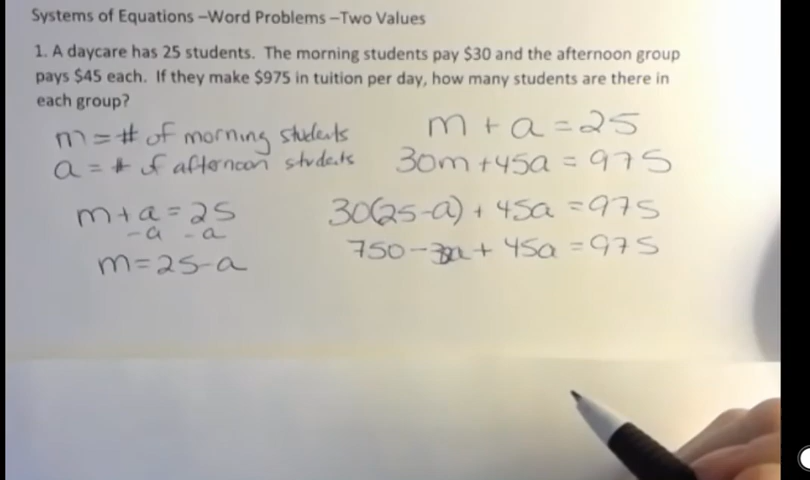 Systems of Equations –Word Problems –Two Values
1. A daycare has 25 students. The morning students pay $30 and the afternoon group
pays $45 each. If they make $975 in tuition per day, how many students are there in
each group?
m = # of morning students
a = # of afternoon students
m + a = 25
30m + 45a = 975
m + a = 25
-a -a
m = 25-a
30(25-a) + 45a = 975
750 - 30a + 45a = 975